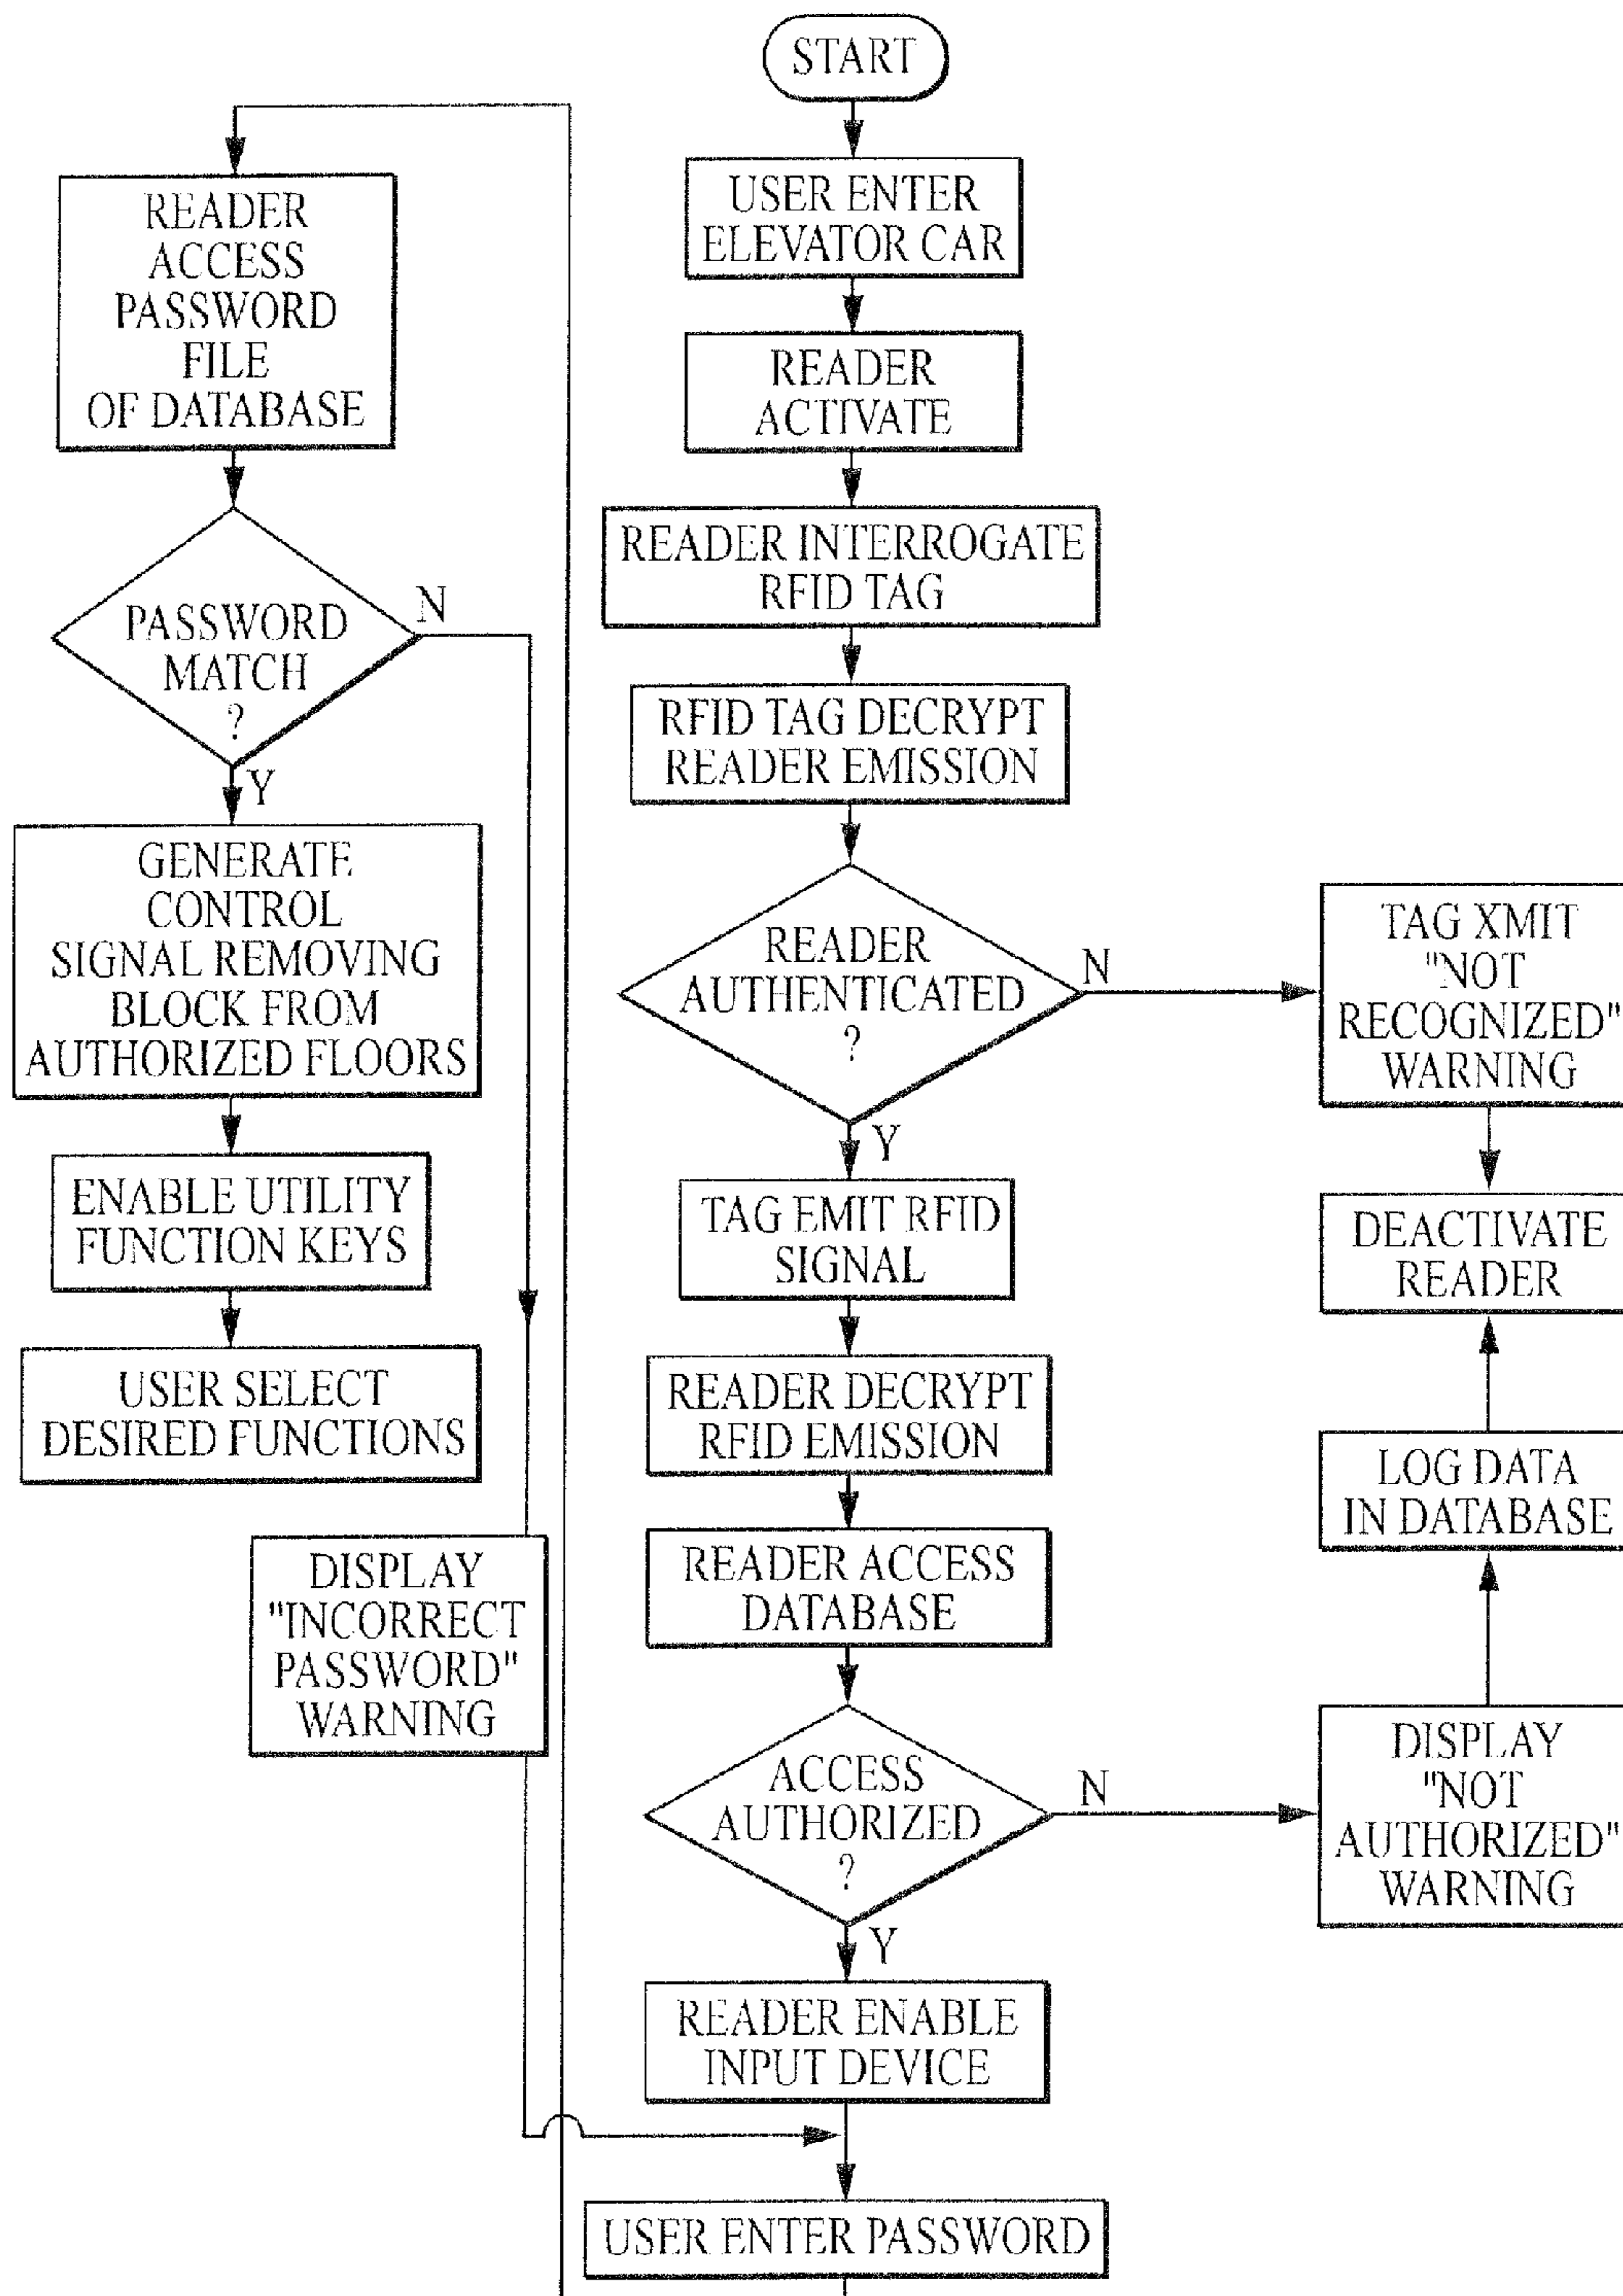 START
USER ENTER
ELEVATOR CAR
READER
ACTIVATE
READER INTERROGATE
RFID TAG
RFID TAG DECRYPT
READER EMISSION
READER
AUTHENTICATED
?
N
TAG XMIT
"NOT
RECOGNIZED"
WARNING
DEACTIVATE
READER
Y
TAG EMIT RFID
SIGNAL
READER DECRYPT
RFID EMISSION
READER ACCESS
DATABASE
ACCESS
AUTHORIZED
?
N
DISPLAY
"NOT
AUTHORIZED"
WARNING
LOG DATA
IN DATABASE
Y
READER ENABLE
INPUT DEVICE
USER ENTER PASSWORD
READER
ACCESS
PASSWORD
FILE
OF DATABASE
PASSWORD
MATCH
?
N
Y
GENERATE
CONTROL
SIGNAL REMOVING
BLOCK FROM
AUTHORIZED FLOORS
ENABLE UTILITY
FUNCTION KEYS
USER SELECT
DESIRED FUNCTIONS
DISPLAY
"INCORRECT
PASSWORD"
WARNING